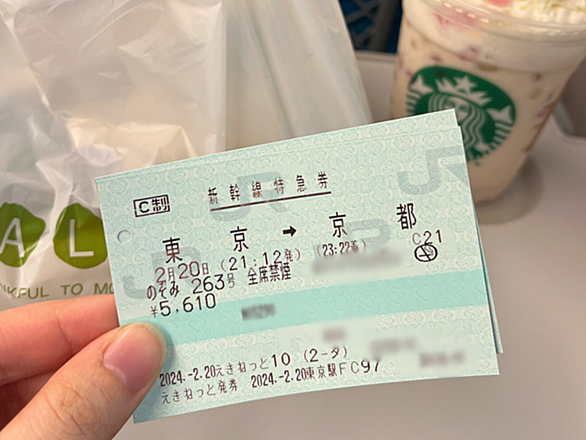 C制
新幹線特急券
東京 → 京都
2月20日 (21:12発) (23:22着) C21
のぞみ 263号 全席禁煙
¥5,610
2024.-2.20えきねっと10 (2-タ)
えきねっと発券 2024.-2.20東京駅FC97
AL
NKFUL TO MO